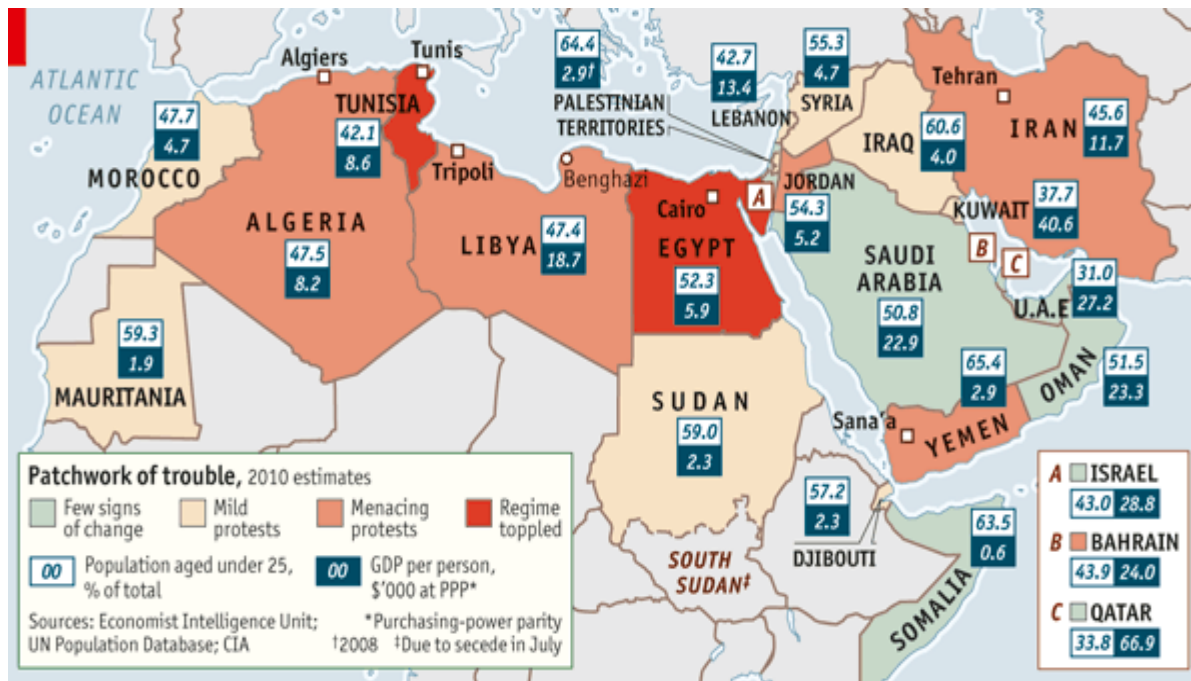 ATLANTIC
OCEAN
Algiers
Tunis
TUNISIA
42.1
8.6
47.7
4.7
MOROCCO
ALGERIA
47.5
8.2
Tripoli
Benghazi
LIBYA
47.4
18.7
59.3
1.9
MAURITANIA
64.4
2.9†
PALESTINIAN
TERRITORIES
42.7
13.4
LEBANON
55.3
4.7
SYRIA
Tehran
IRAN
45.6
11.7
IRAQ
60.6
4.0
Cairo
EGYPT
52.3
5.9
A
JORDAN
54.3
5.2
KUWAIT
37.7
40.6
B
C
SAUDI
ARABIA
50.8
22.9
U.A.E
31.0
27.2
OMAN
51.5
23.3
65.4
2.9
Sana'a
YEMEN
SUDAN
59.0
2.3
SOUTH
SUDAN‡
57.2
2.3
DJIBOUTI
63.5
0.6
SOMALIA
Patchwork of trouble, 2010 estimates
Few signs
of change
Mild
protests
Menacing
protests
Regime
toppled
00 Population aged under 25,
% of total
00 GDP per person,
$'000 at PPP*
Sources: Economist Intelligence Unit;
UN Population Database; CIA
*Purchasing-power parity
†2008 ‡Due to secede in July
A ISRAEL
43.0 28.8
B BAHRAIN
43.9 24.0
C QATAR
33.8 66.9